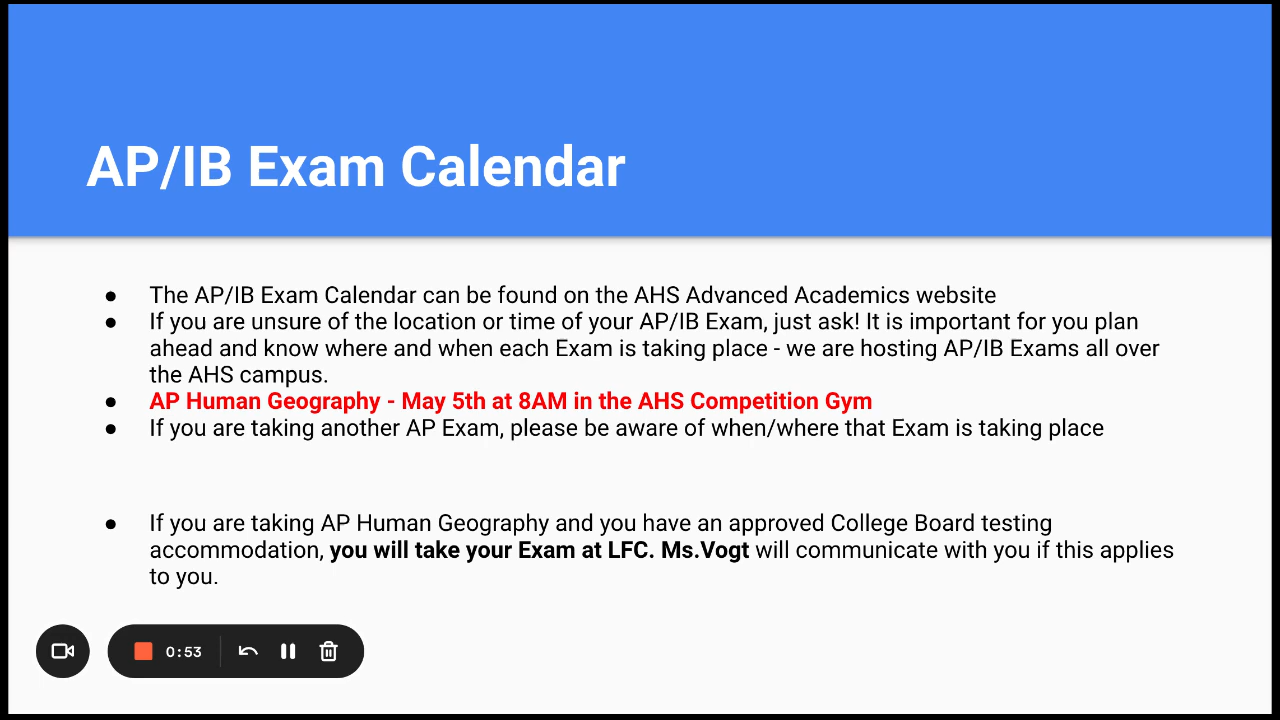 AP/IB Exam Calendar
● The AP/IB Exam Calendar can be found on the AHS Advanced Academics website
● If you are unsure of the location or time of your AP/IB Exam, just ask! It is important for you plan
ahead and know where and when each Exam is taking place - we are hosting AP/IB Exams all over
the AHS campus.
● AP Human Geography - May 5th at 8AM in the AHS Competition Gym
● If you are taking another AP Exam, please be aware of when/where that Exam is taking place
● If you are taking AP Human Geography and you have an approved College Board testing
accommodation, you will take your Exam at LFC. Ms.Vogt will communicate with you if this applies
to you.
0:53